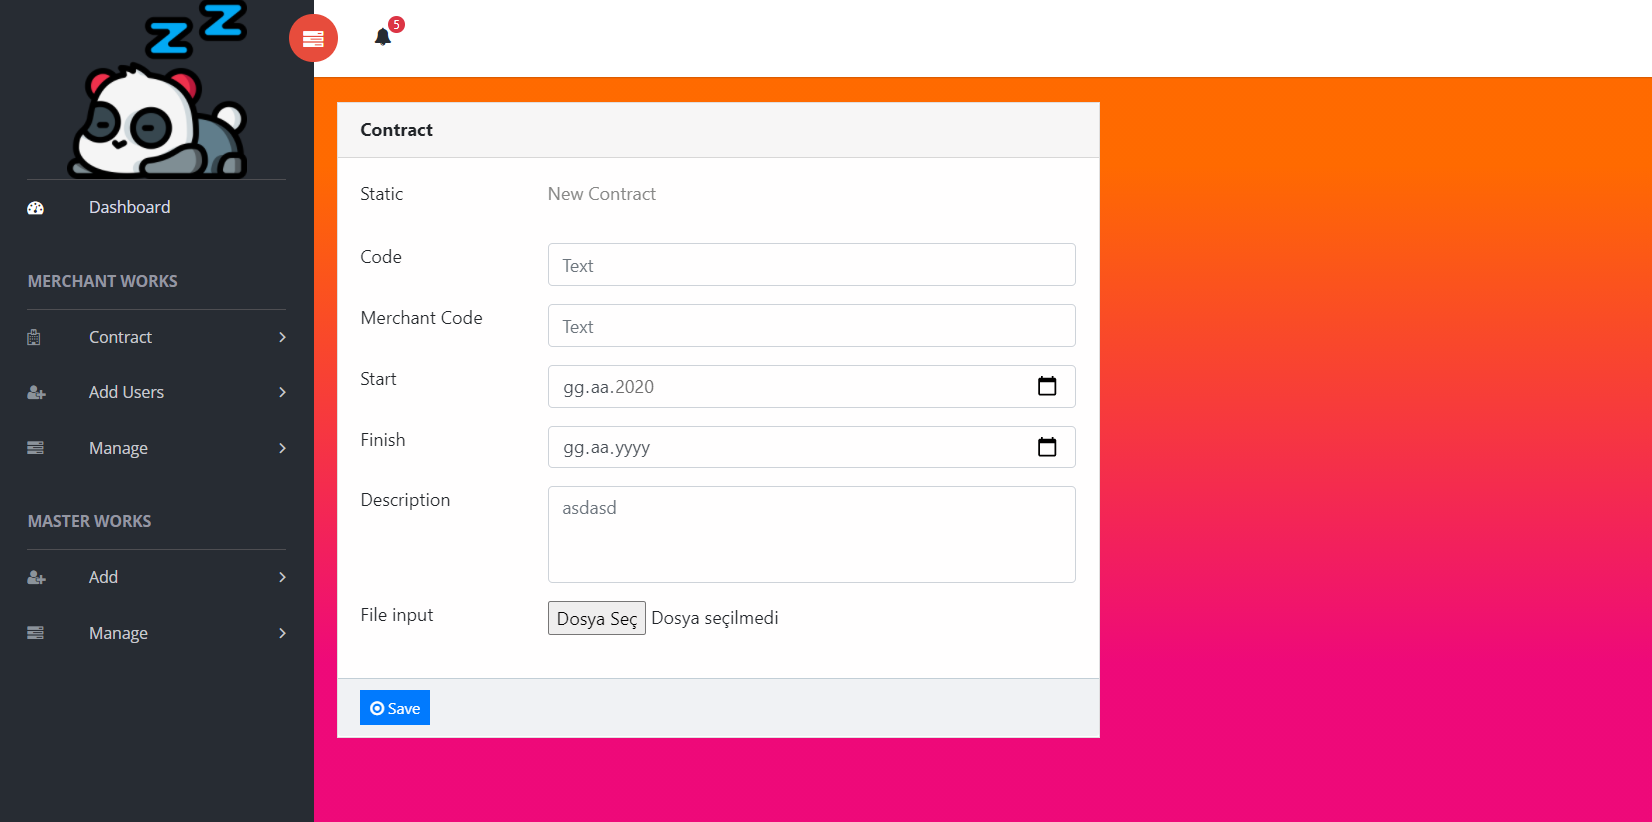 Z Z
5
Dashboard
MERCHANT WORKS
Contract
Add Users
Manage
MASTER WORKS
Add
Manage
Contract
Static New Contract
Code Text
Merchant Code Text
Start gg.aa.2020
Finish gg.aa.yyyy
Description asdasd
File input Dosya Seç Dosya seçilmedi
Save